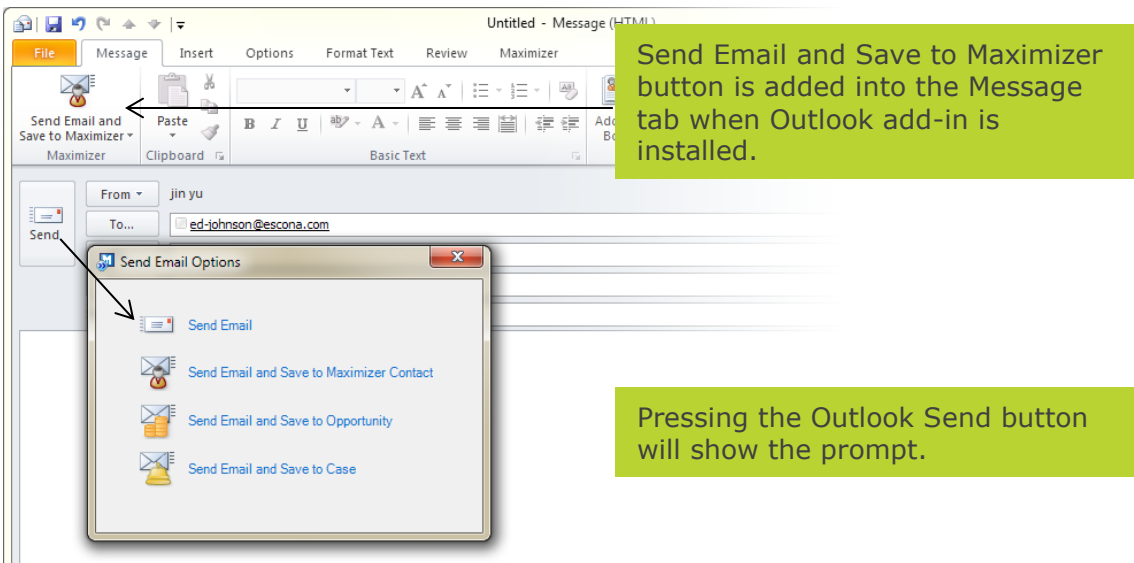 Untitled - Message (HTML)
File Message Insert Options Format Text Review Maximizer
Send Email and
Save to Maximizer
Paste
B I U
Maximizer Clipboard Basic Text
From jin yu
To... ed-johnson@escona.com
Send
Send Email Options
Send Email
Send Email and Save to Maximizer Contact
Send Email and Save to Opportunity
Send Email and Save to Case
Send Email and Save to Maximizer
button is added into the Message
tab when Outlook add-in is
installed.
Pressing the Outlook Send button
will show the prompt.